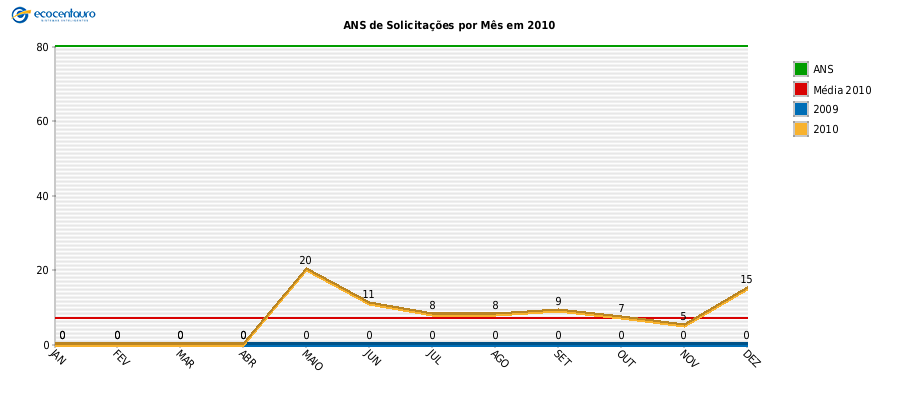 ecocentauro
ANS de Solicitações por Mês em 2010
80
60
40
20
0
ANS
Média 2010
2009
2010
20
11
8
8
9
7
5
15
0 0 0 0 0 0 0 0 0 0 0 0
JAN FEV MAR ABR MAIO JUN JUL AGO SET OUT NOV DEZ